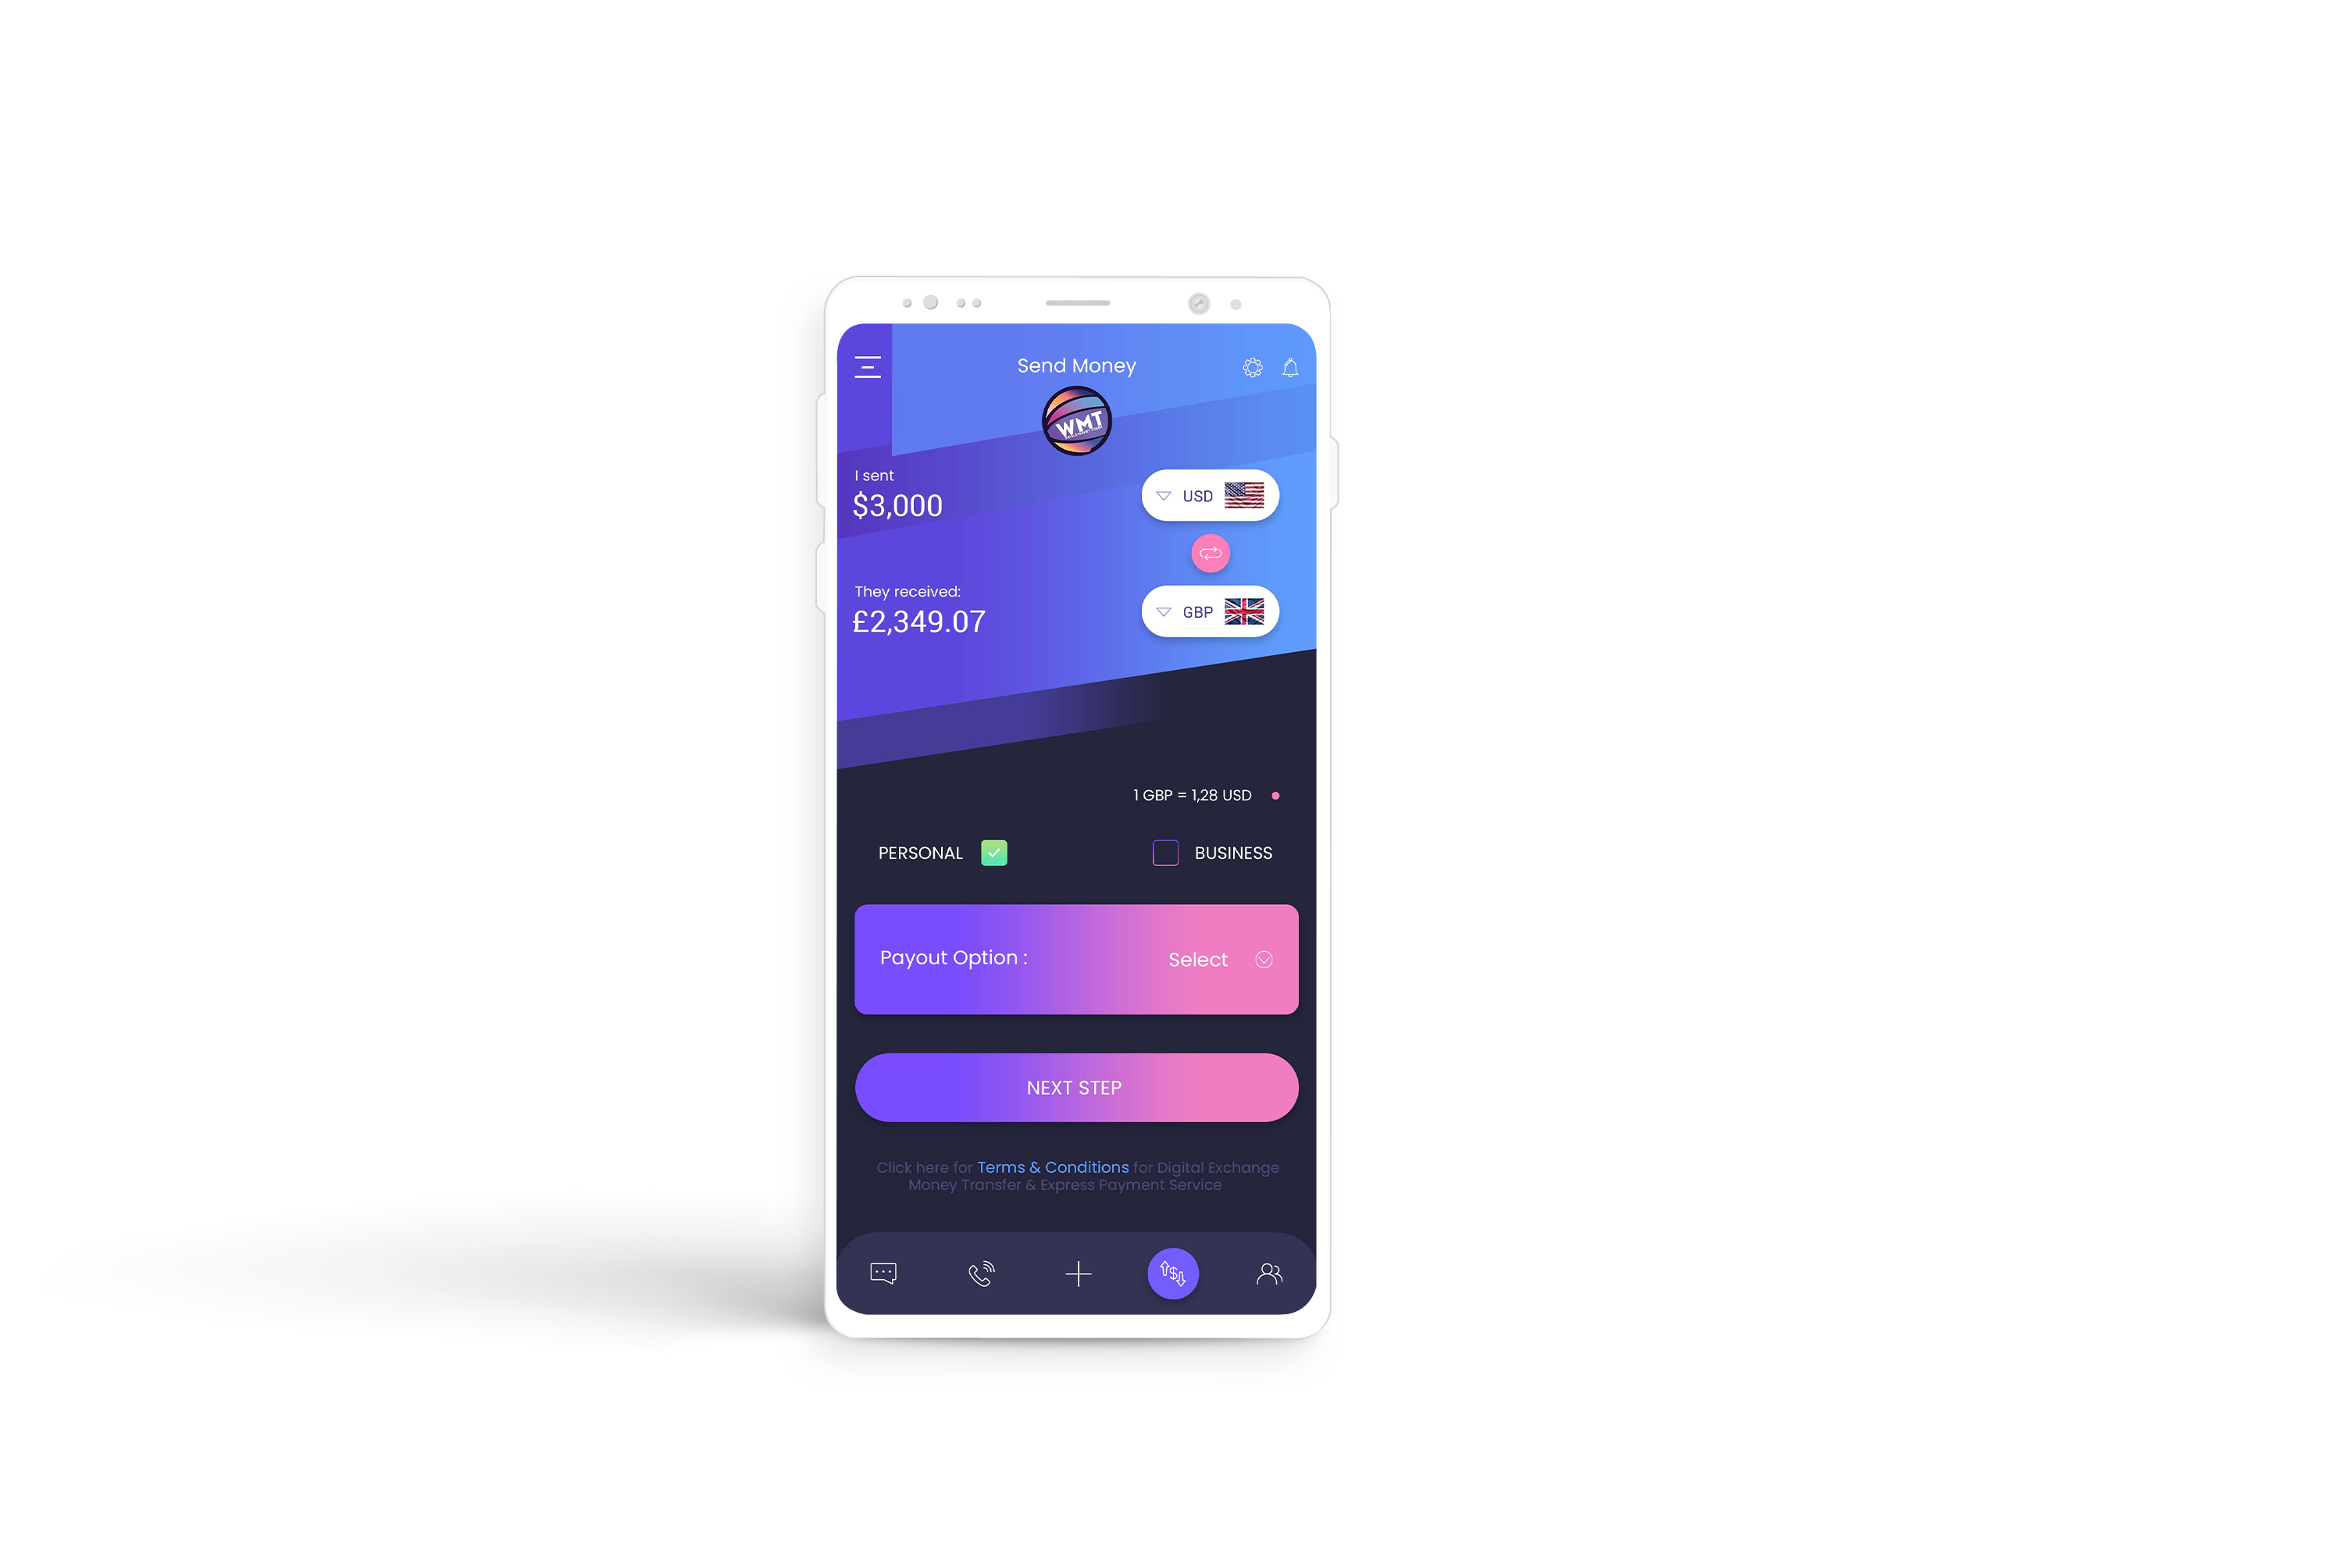 Send Money
WMT
I sent
$3,000
USD
They received:
£2,349.07
GBP
1 GBP = 1,28 USD
PERSONAL
BUSINESS
Payout Option :
Select
NEXT STEP
Click here for Terms & Conditions for Digital Exchange
Money Transfer & Express Payment Service